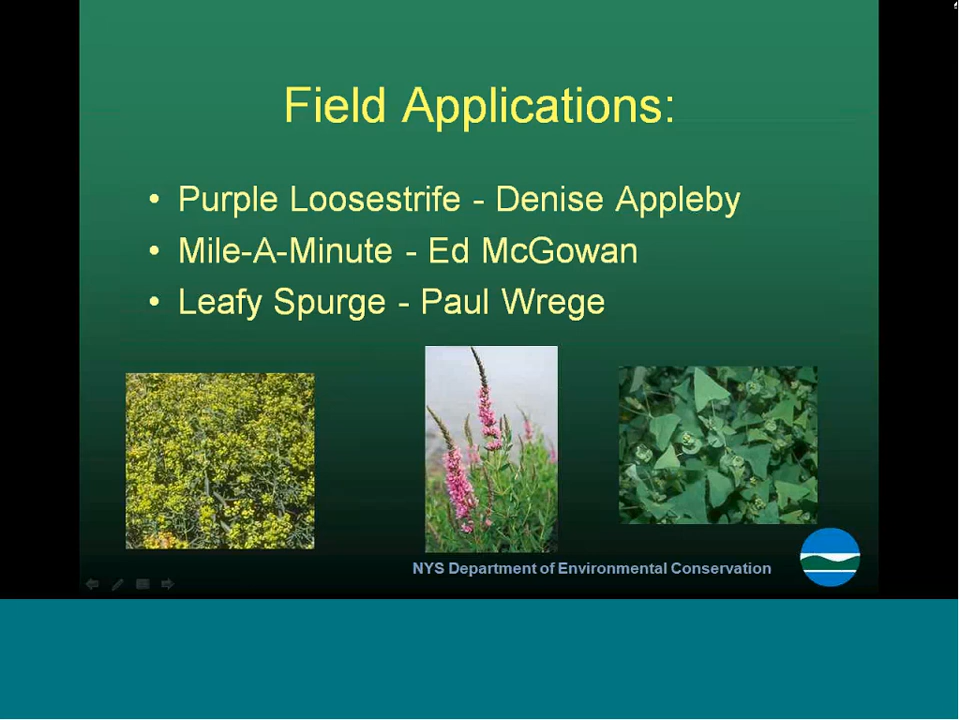 Field Applications:
• Purple Loosestrife - Denise Appleby
• Mile-A-Minute - Ed McGowan
• Leafy Spurge - Paul Wrege
NYS Department of Environmental Conservation